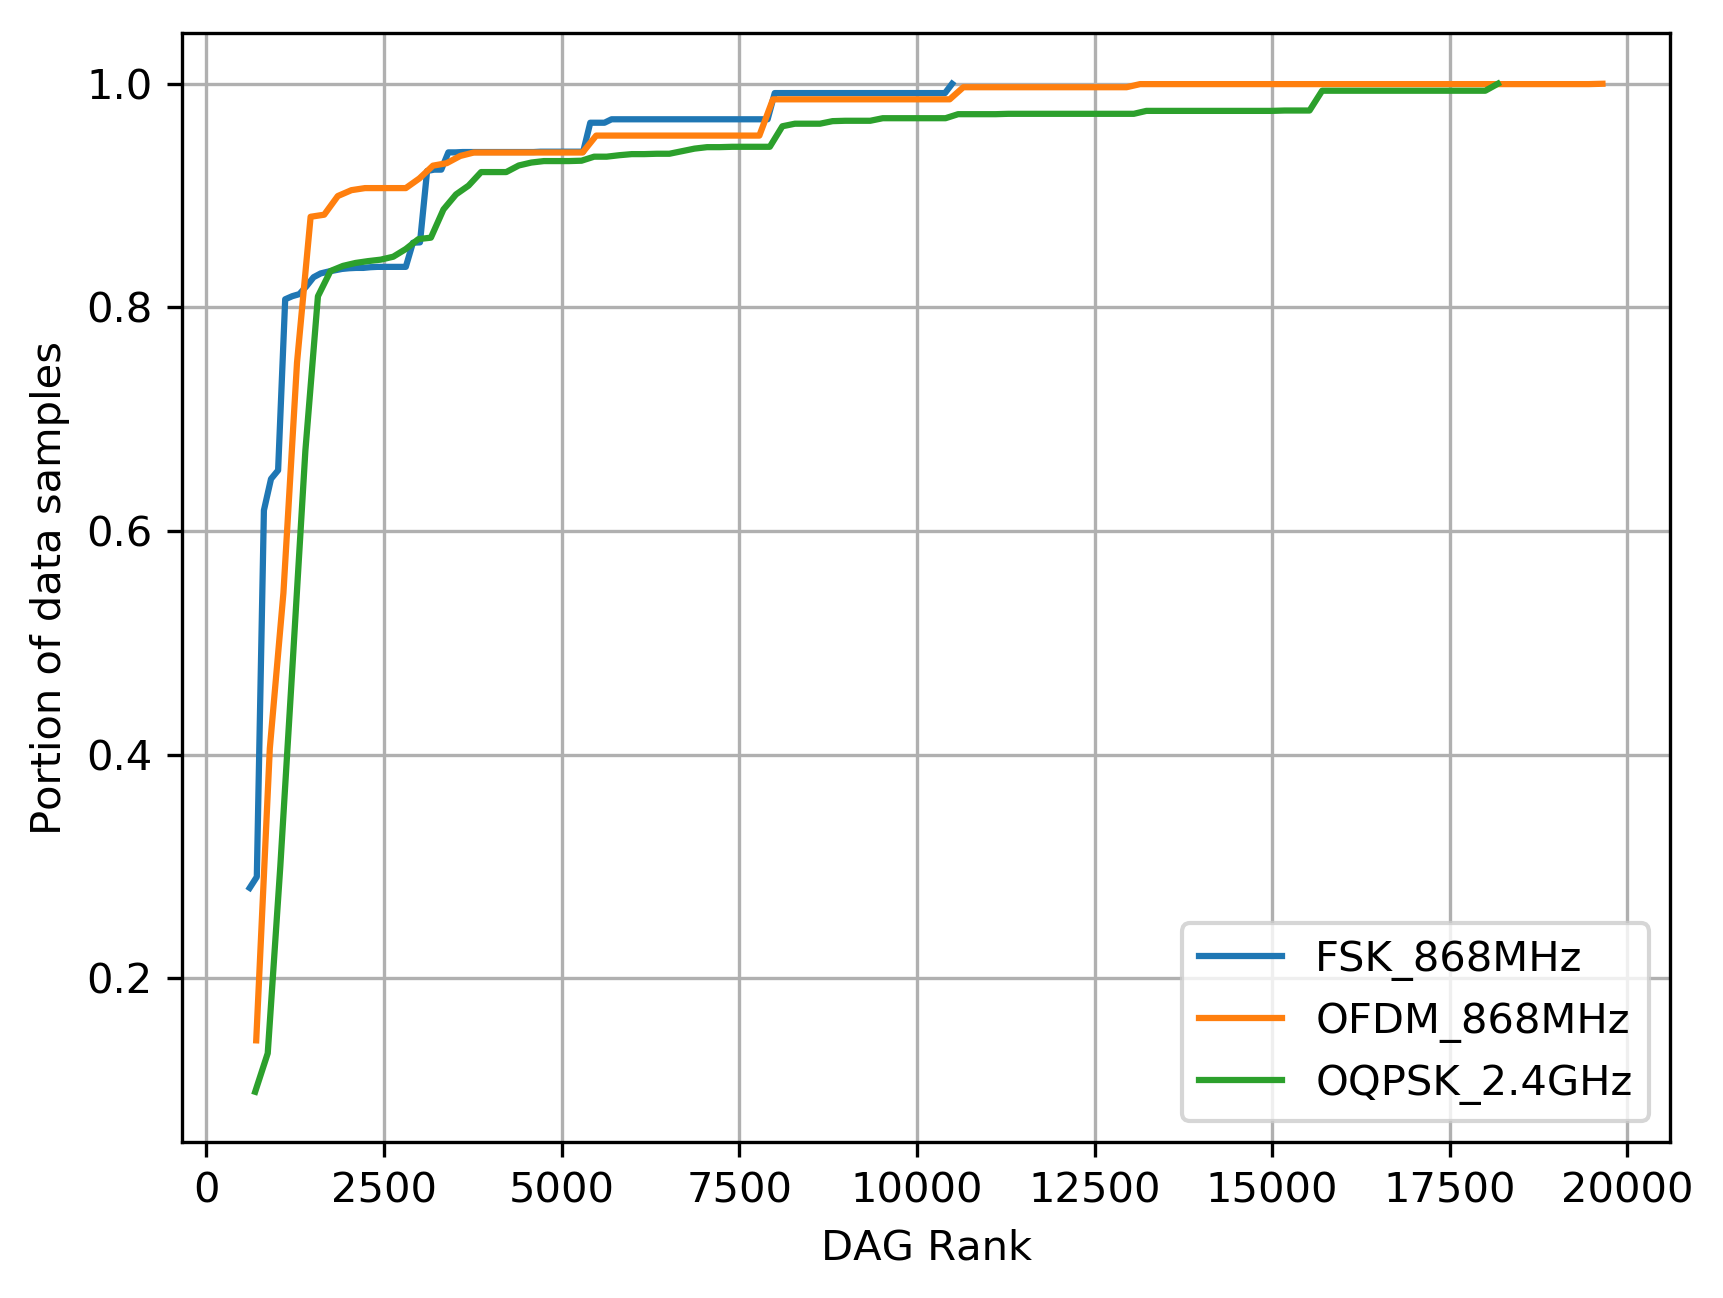 1.0
0.8
0.6
0.4
0.2
Portion of data samples
FSK_868MHz
OFDM_868MHz
OQPSK_2.4GHz
0 2500 5000 7500 10000 12500 15000 17500 20000
DAG Rank